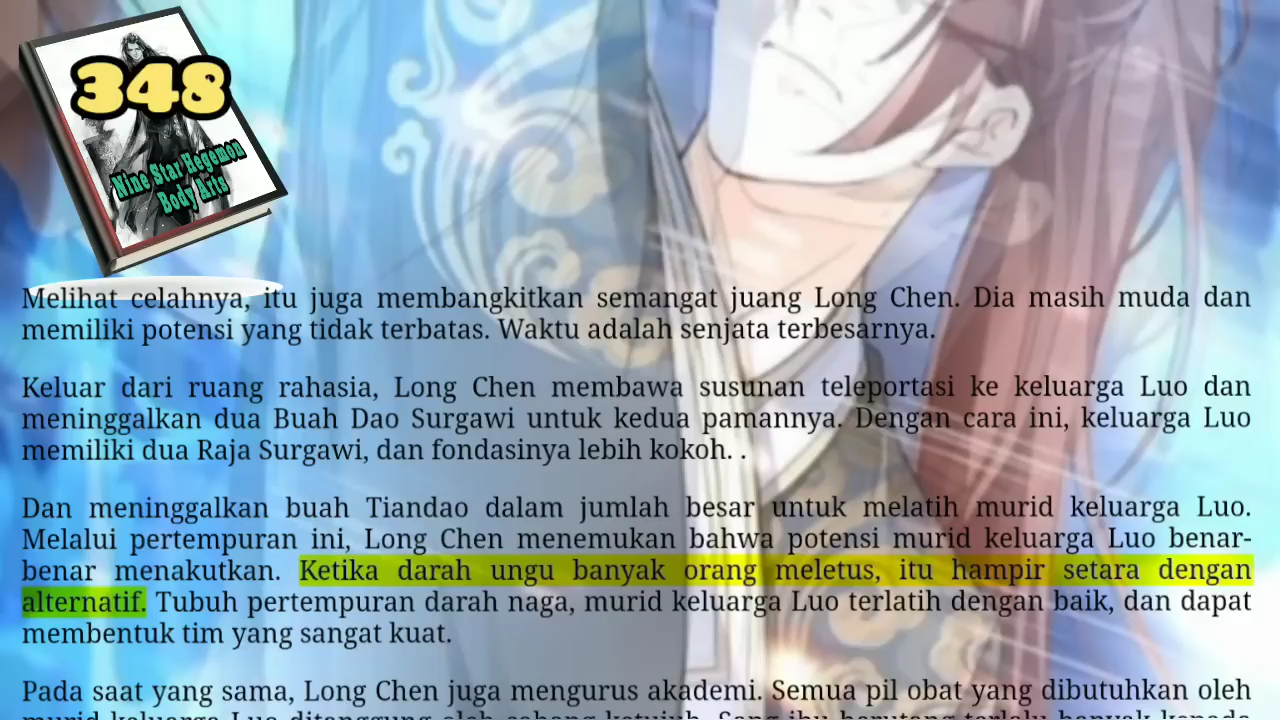 348
Nine Star Hegemon
Body Arts
Melihat celahnya, itu juga membangkitkan semangat juang Long Chen. Dia masih muda dan
memiliki potensi yang tidak terbatas. Waktu adalah senjata terbesarnya.
Keluar dari ruang rahasia, Long Chen membawa susunan teleportasi ke keluarga Luo dan
meninggalkan dua Buah Dao Surgawi untuk kedua pamannya. Dengan cara ini, keluarga Luo
memiliki dua Raja Surgawi, dan fondasinya lebih kokoh. .
Dan meninggalkan buah Tiandao dalam jumlah besar untuk melatih murid keluarga Luo.
Melalui pertempuran ini, Long Chen menemukan bahwa potensi murid keluarga Luo benar-
benar menakutkan. Ketika darah ungu banyak orang meletus, itu hampir setara dengan
alternatif. Tubuh pertempuran darah naga, murid keluarga Luo terlatih dengan baik, dan dapat
membentuk tim yang sangat kuat.
Pada saat yang sama, Long Chen juga mengurus akademi. Semua pil obat yang dibutuhkan oleh